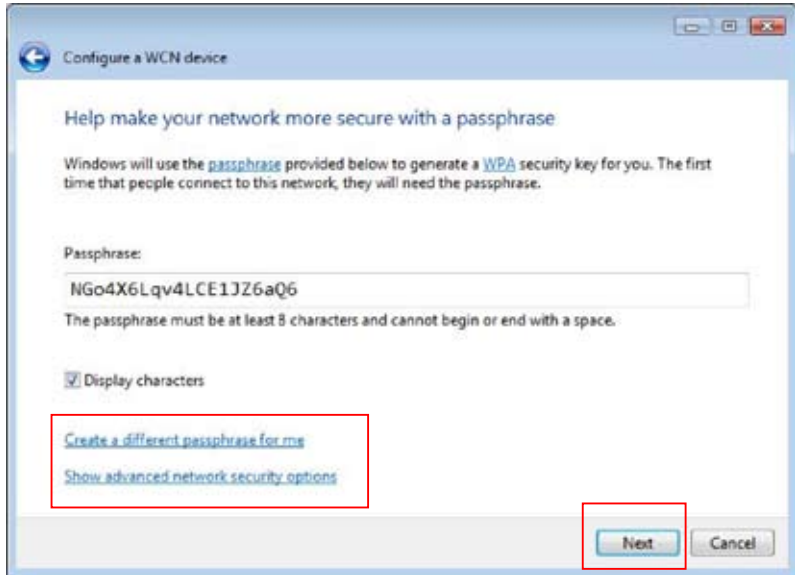 Configure a WCN device
Help make your network more secure with a passphrase
Windows will use the passphrase provided below to generate a WPA security key for you. The first
time that people connect to this network, they will need the passphrase.
Passphrase:
NGo4X6Lqv4LCE1JZ6aQ6
The passphrase must be at least 8 characters and cannot begin or end with a space.
Display characters
Create a different passphrase for me
Show advanced network security options
Next
Cancel